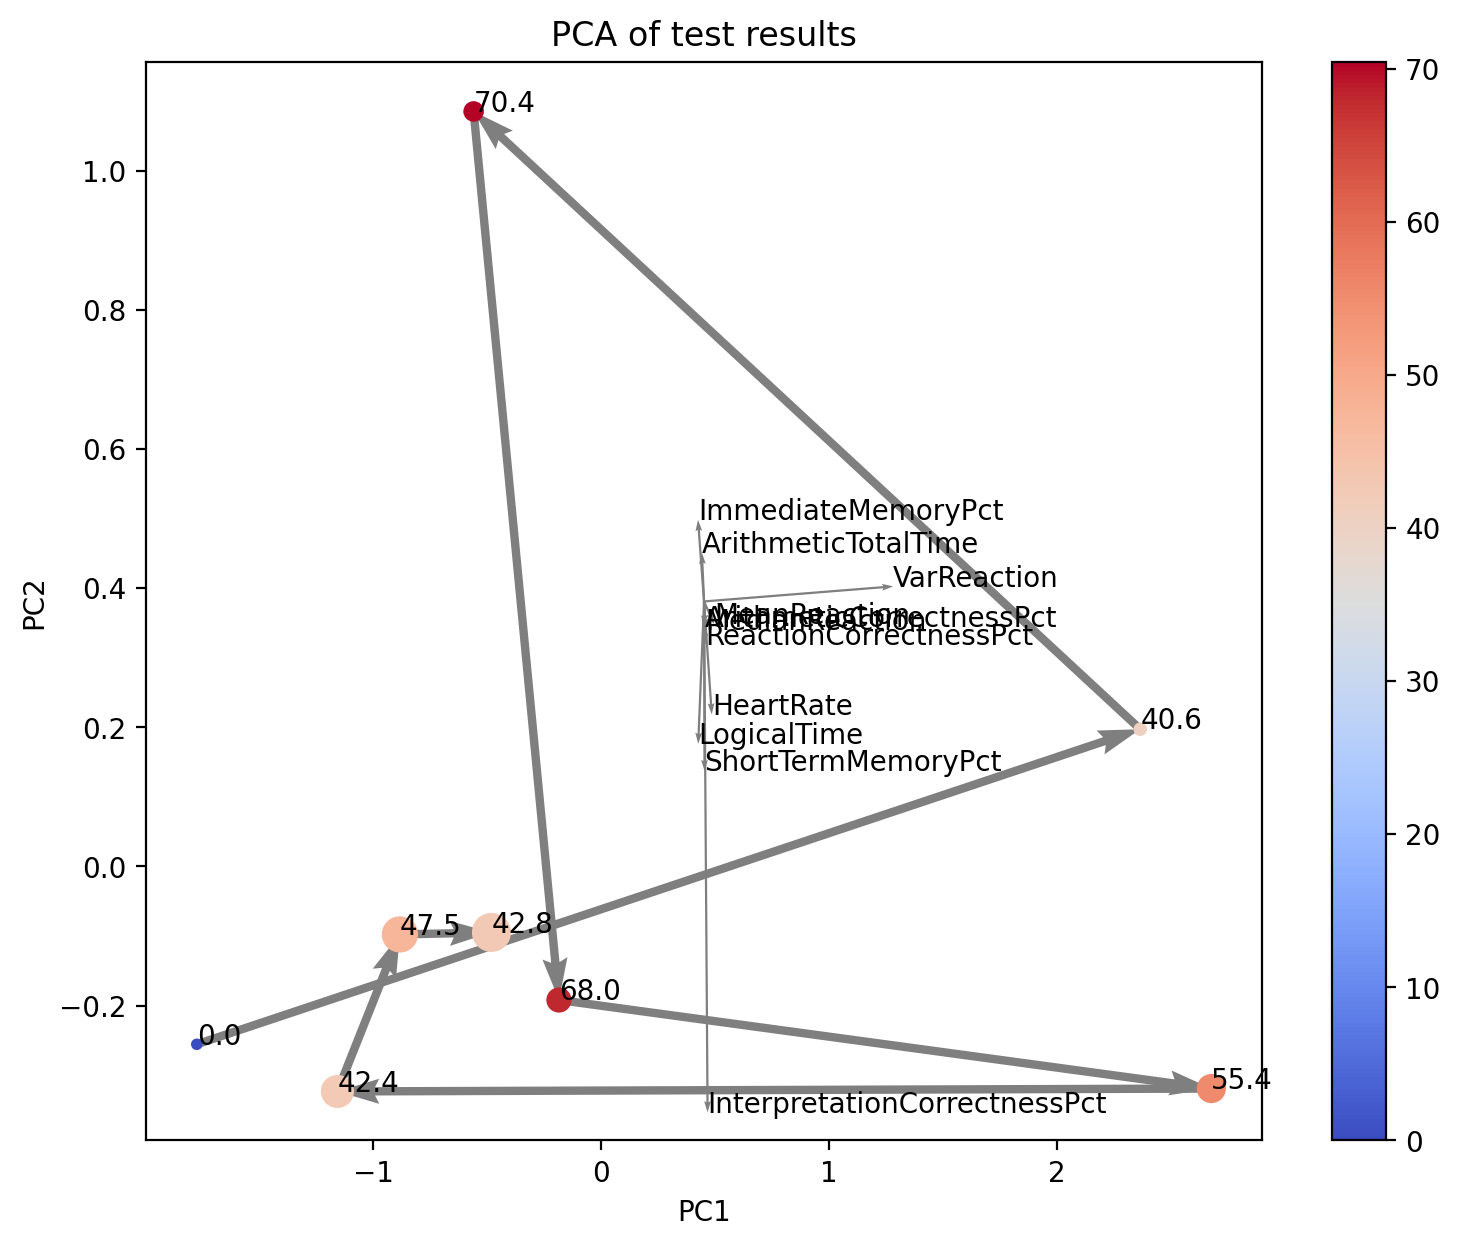 PCA of test results
70.4
70
1.0
60
0.8
50
0.6
ImmediateMemoryPct
ArithmeticTotalTime
VarReaction
0.4
40
MeanReaction
ReactionCorrectnessPct
PC2
HeartRate
30
40.6
0.2
LogicalTime
ShortTermMemoryPct
20
0.0
47.5
42.8
68.0
−0.2
10
0.0
42.4
55.4
InterpretationCorrectnessPct
0
−1
0
1
2
PC1